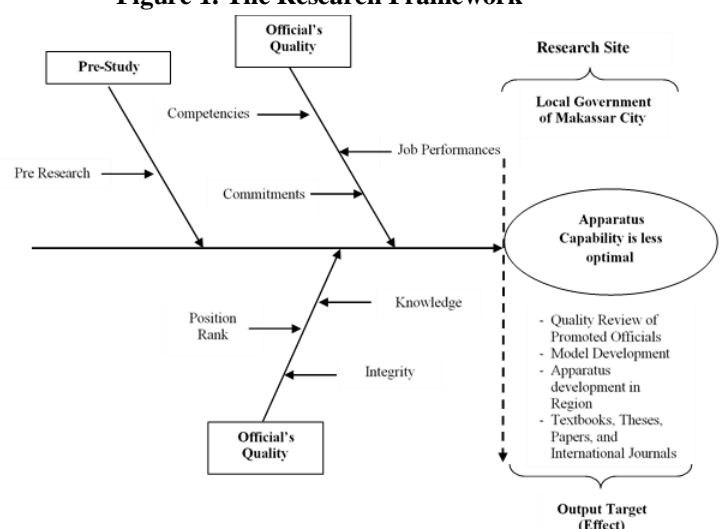 Figure 1. The Research Framework
Official's
Quality
Pre-Study
Research Site
Local Government
of Makassar City
Competencies
Job Performances
Pre Research
Commitments
Apparatus
Capability is less
optimal
Knowledge
Position
Rank
Integrity
- Quality Review of
Promoted Officials
- Model Development
- Apparatus
development in
Region
- Textbooks, Theses,
Papers, and
International Journals
Official's
Quality
Output Target
(Effect)